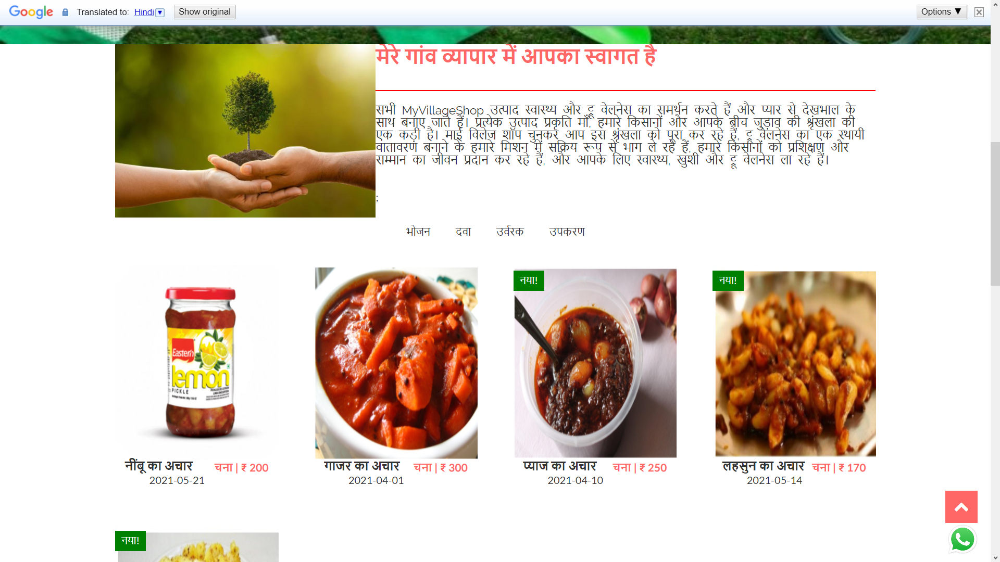 Google Translated to: Hindi▼ Show original Options ▼
मेरे गांव व्यापार में आपका स्वागत है
सभी MyVillageShop उत्पाद स्वास्थ्य और ट्रू वेलनेस का समर्थन करते हैं और प्यार से देखभाल के
साथ बनाए जाते हैं। प्रत्येक उत्पाद प्रकृति माँ, हमारे किसानों और आपके बीच जुड़ाव की श्रृंखला की
एक कड़ी है। माई विलेज शॉप चुनकर आप इस श्रृंखला को पूरा कर रहे हैं, ट्रू वेलनेस का एक स्थायी
वातावरण बनाने के हमारे मिशन में सक्रिय रूप से भाग ले रहे हैं, हमारे किसानों को प्रशिक्षण और
सम्मान का जीवन प्रदान कर रहे हैं, और आपके लिए स्वास्थ्य, खुशी और ट्रू वेलनेस ला रहे हैं।
;
भोजन दवा उर्वरक उपकरण
नया! नया!
Eastern
lemon
PICKLE
नींबू का अचार चना | ₹ 200 गाजर का अचार चना | ₹ 300 प्याज का अचार चना | ₹ 250 लहसुन का अचार चना | ₹ 170
2021-05-21 2021-04-01 2021-04-10 2021-05-14
नया!